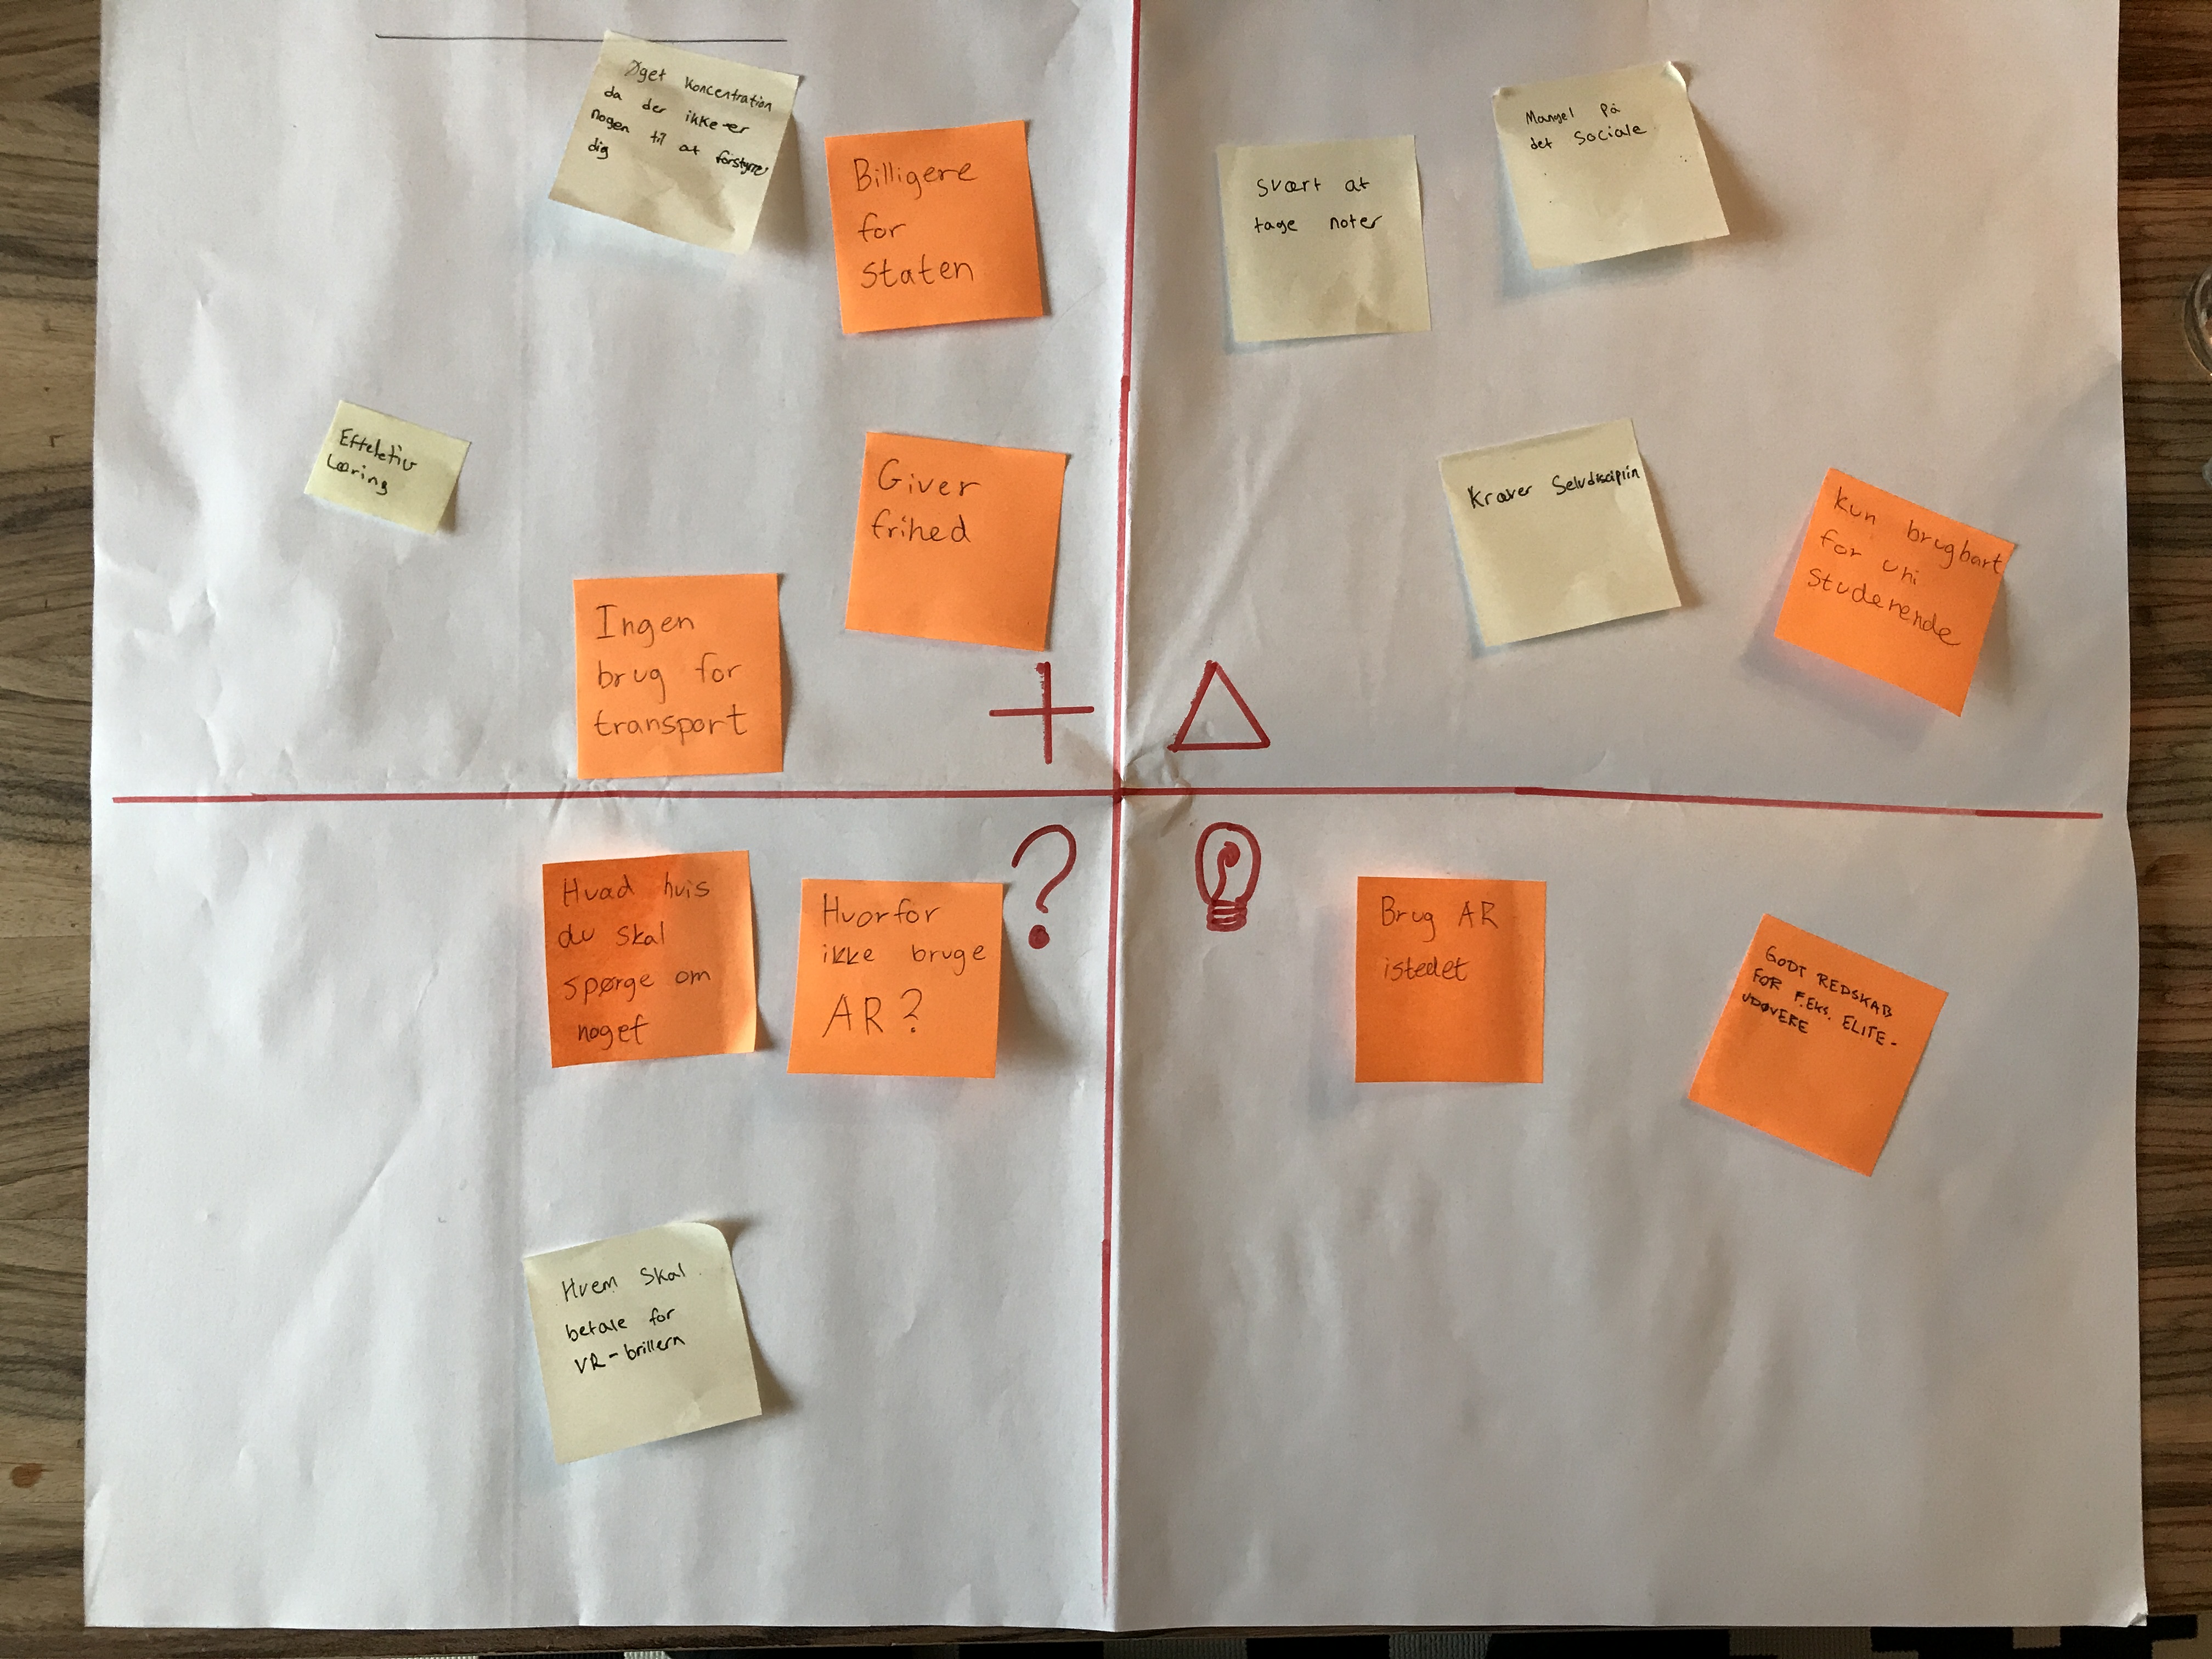 Øget koncentration
da der ikke er
nogen til at forstyrre
dig
Billigere
for
staten
Effektiv
Læring
Giver
frihed
Ingen
brug for
transport
+
svært at
tage noter
Mangel på
det sociale
Kræver Selvdisciplin
kun brugbart
for uni
studerende
Hvad huis
du skal
spørge om
noget
Huorfor
ikke bruge
AR?
?
Hvem skal
betale for
VR-brillern
Brug AR
istedet
GODT REDSKAB
FOR F.EKS. ELITE-
UDØVERE